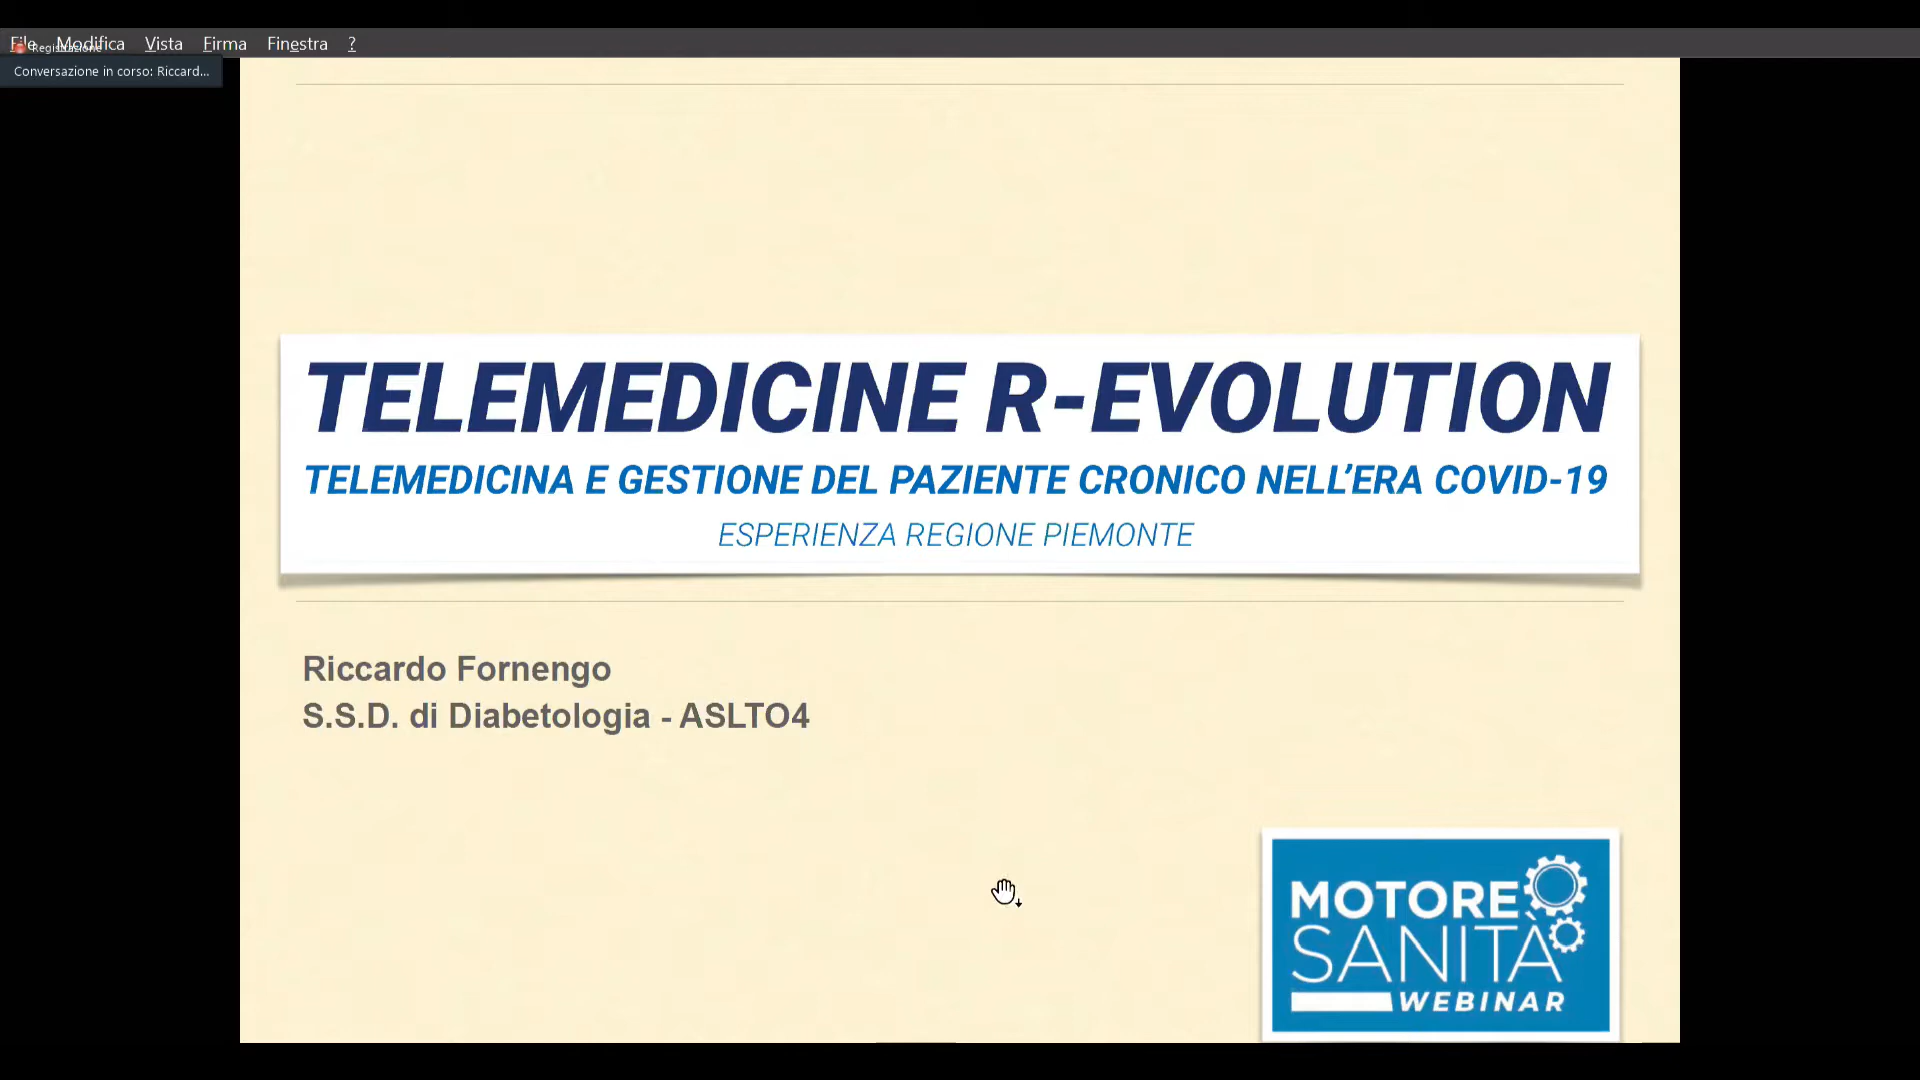 File Modifica Vista Firma Finestra ?
Registrazione
Conversazione in corso: Riccard...
TELEMEDICINE R-EVOLUTION
TELEMEDICINA E GESTIONE DEL PAZIENTE CRONICO NELL’ERA COVID-19
ESPERIENZA REGIONE PIEMONTE
Riccardo Fornengo
S.S.D. di Diabetologia - ASLTO4
MOTORE
SANITÀ
WEBINAR